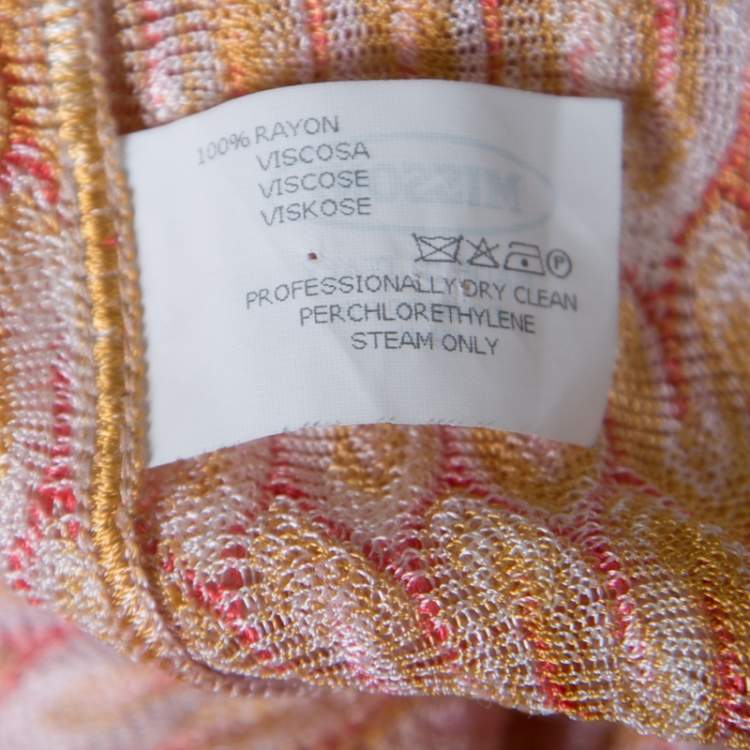 100% RAYON
VISCOSA
VISCOSE
VISKOSE
P
PROFESSIONALLY DRY CLEAN
PERCHLORETHYLENE
STEAM ONLY